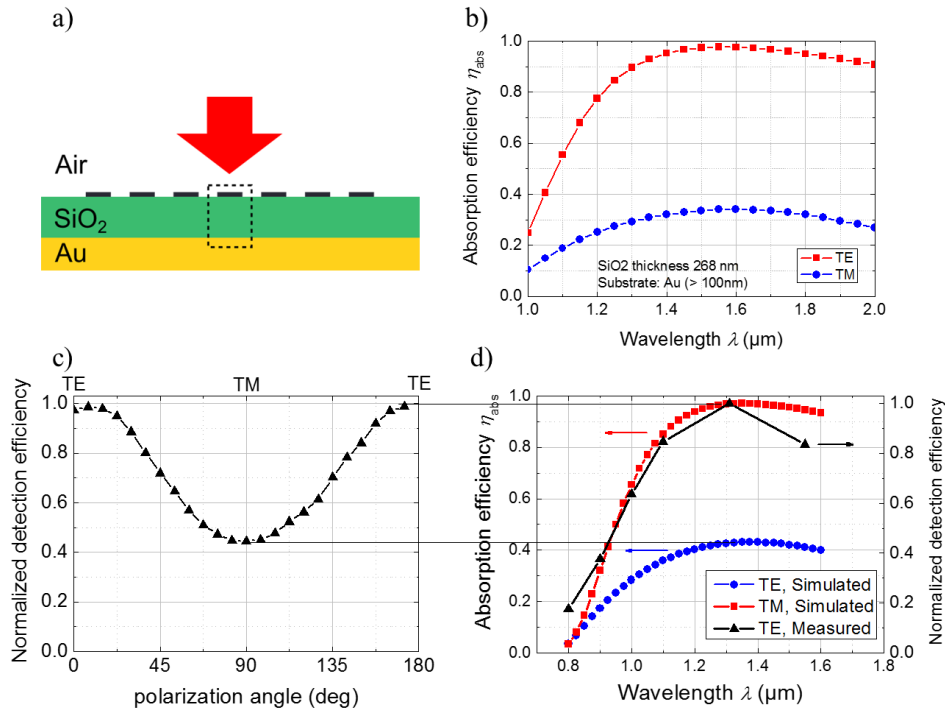 a)
Air
SiO2
Au
b)
Absorption efficiency ηabs
1.0
0.8
0.6
0.4
0.2
0.0
SiO2 thickness 268 nm
Substrate: Au (> 100nm)
TE
TM
1.0 1.2 1.4 1.6 1.8 2.0
Wavelength λ (μm)
c)
TE TM TE
Normalized detection efficiency
1.0
0.8
0.6
0.4
0.2
0.0
0 45 90 135 180
polarization angle (deg)
d)
Absorption efficiency ηabs
1.0
0.8
0.6
0.4
0.2
0.0
TE, Simulated
TM, Simulated
TE, Measured
0.8 1.0 1.2 1.4 1.6 1.8
Wavelength λ (μm)
1.0
0.8
0.6
0.4
0.2
0.0
Normalized detection efficiency